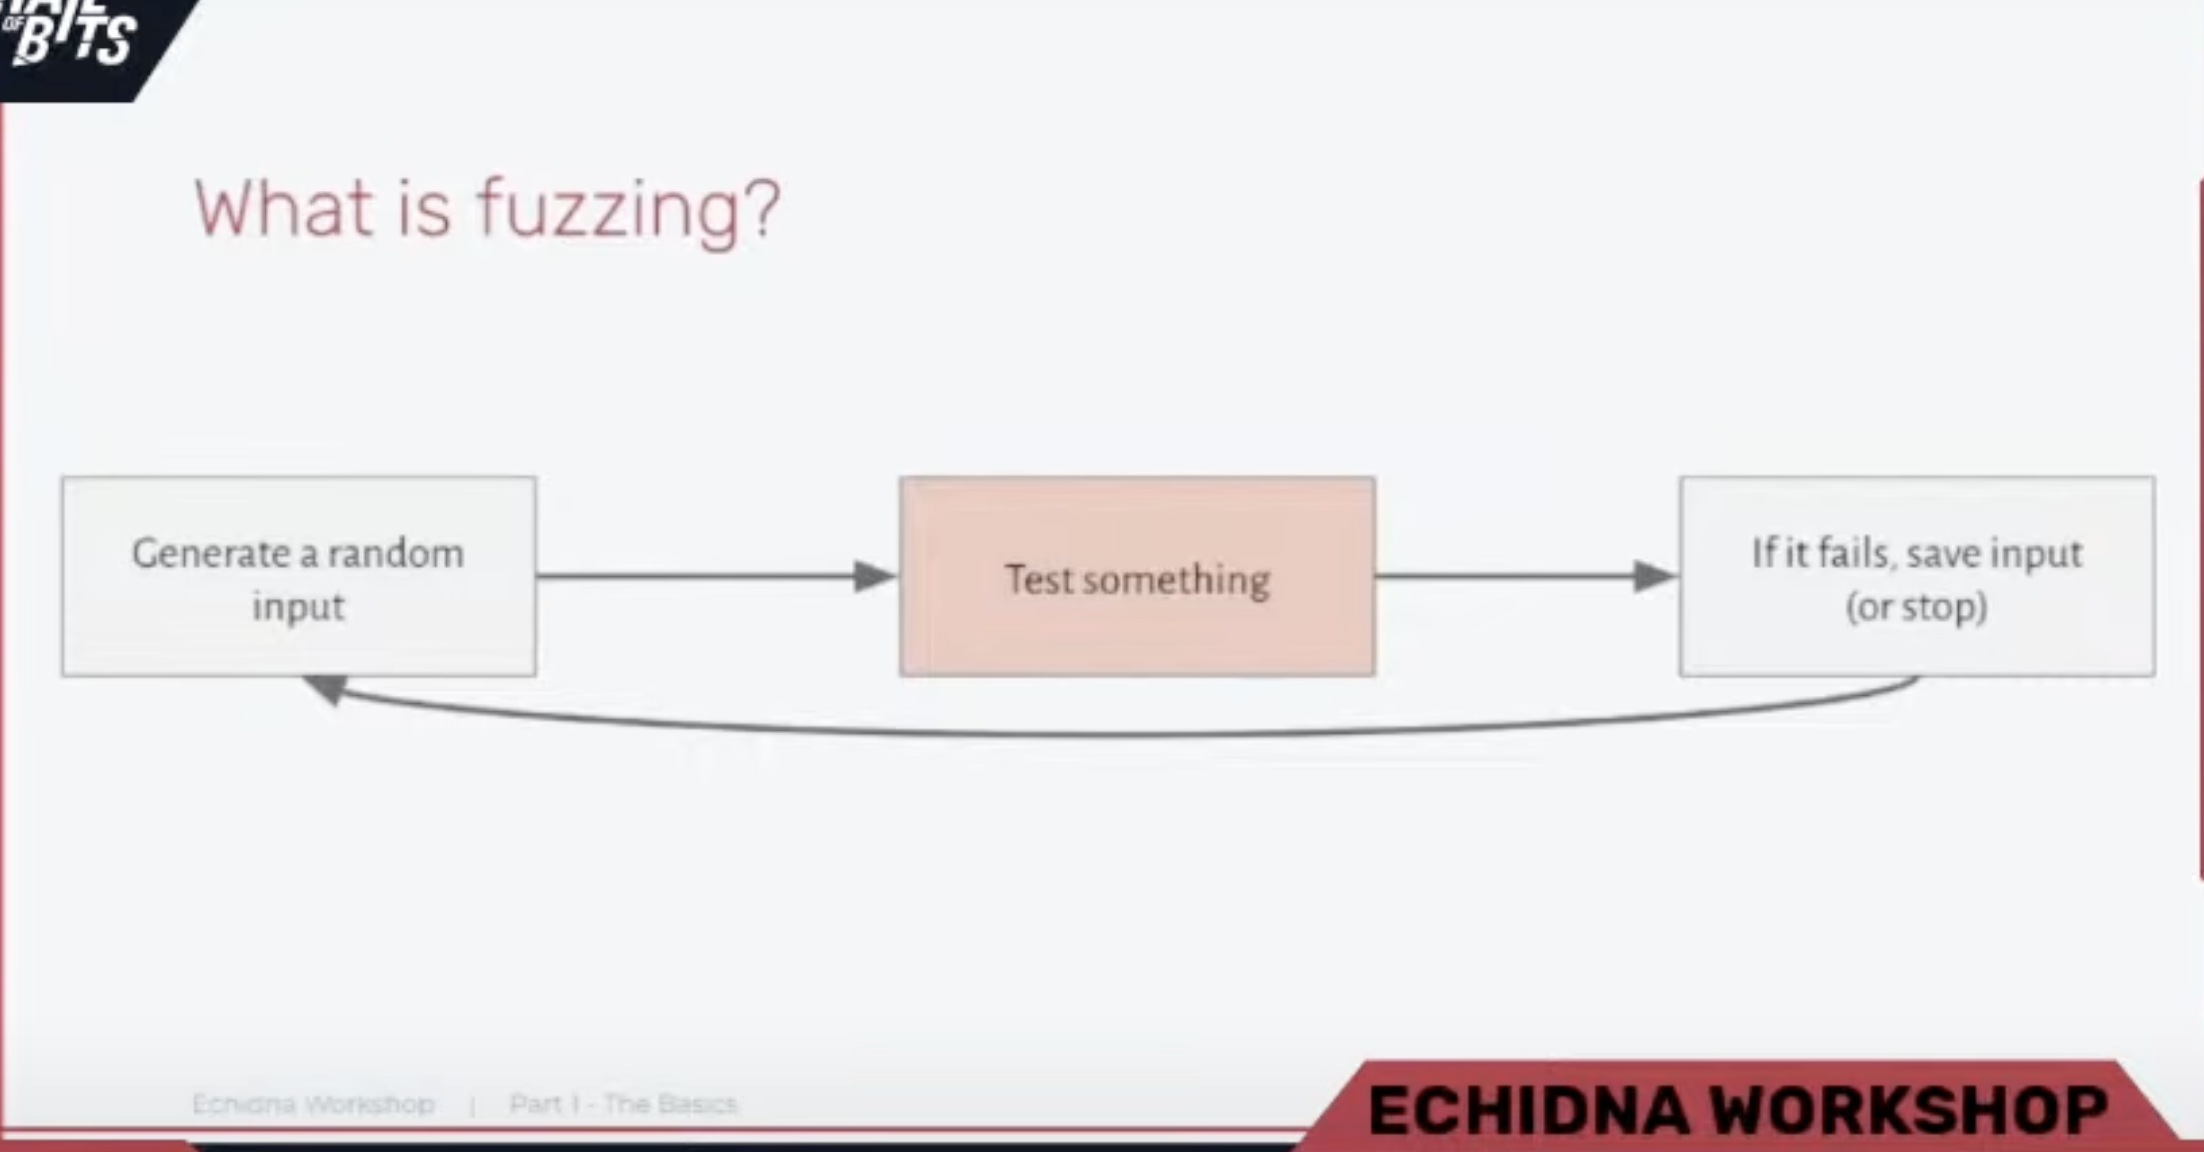 OF
BITS
What is fuzzing?
Generate a random
input
Test something
If it fails, save input
(or stop)
Echidna Workshop | Part 1 - The Basics
ECHIDNA WORKSHOP